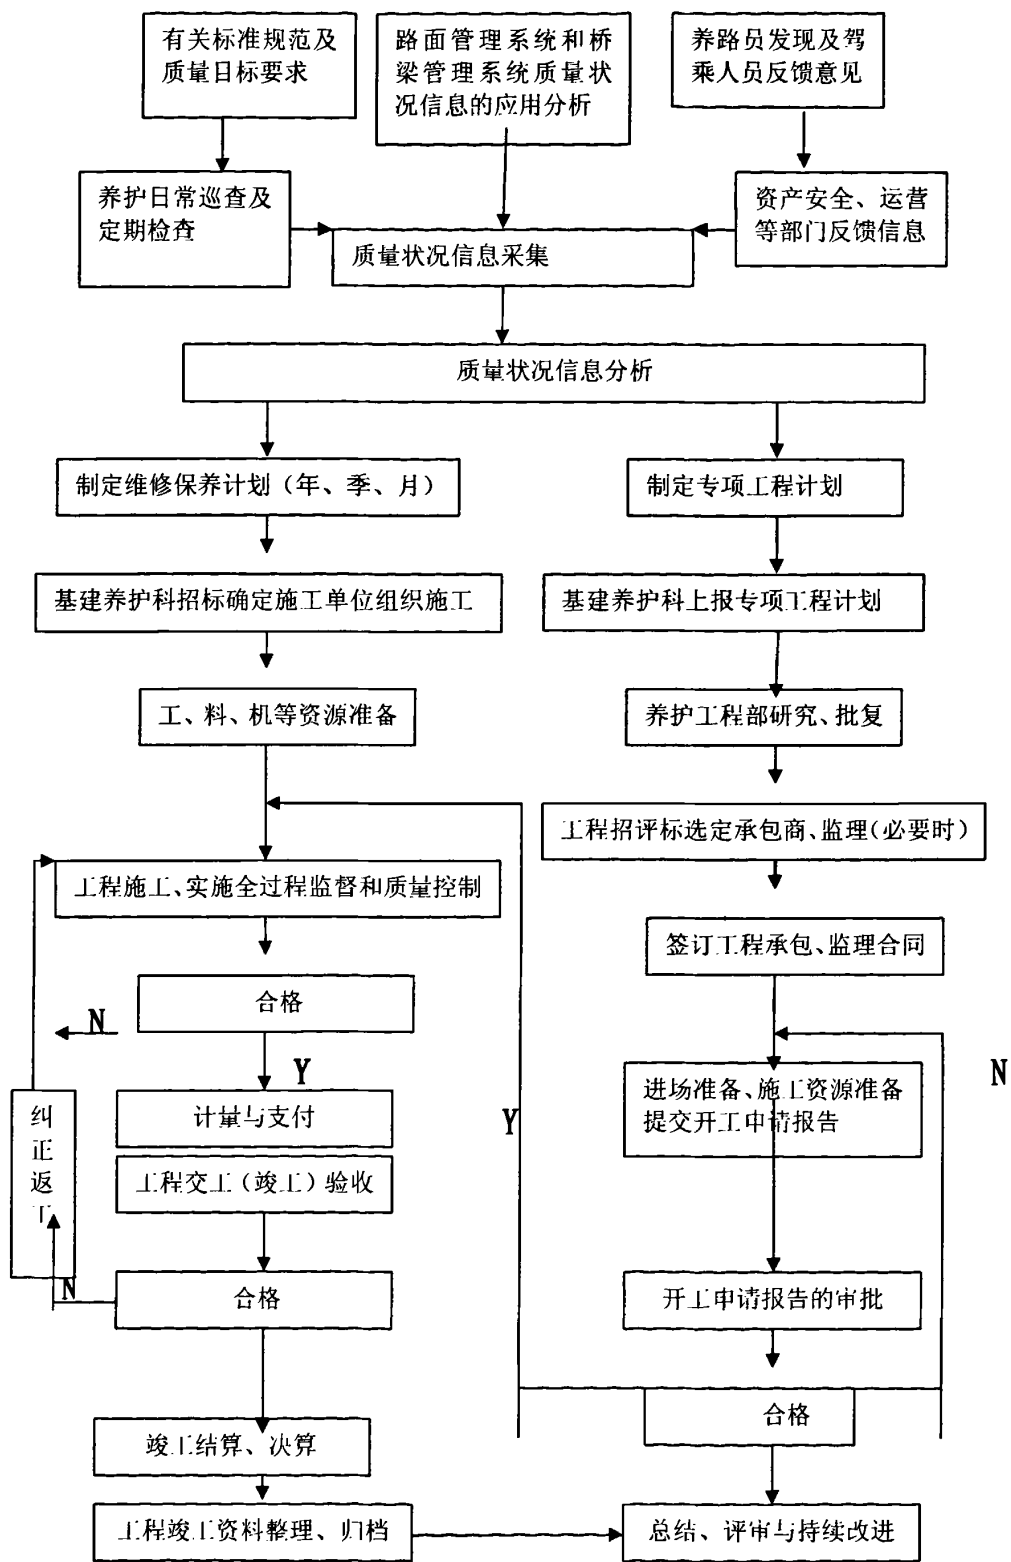 有关标准规范及
质量目标要求
路面管理系统和桥
梁管理系统质量状
况信息的应用分析
养路员发现及驾
乘人员反馈意见
养护日常巡查及
定期检查
资产安全、运营
等部门反馈信息
质量状况信息采集
质量状况信息分析
制定维修保养计划（年、季、月）
制定专项工程计划
基建养护科招标确定施工单位组织施工
基建养护科上报专项工程计划
工、料、机等资源准备
养护工程部研究、批复
工程招评标选定承包商、监理（必要时）
工程施工、实施全过程监督和质量控制
签订工程承包、监理合同
合格
N
Y
N
进场准备、施工资源准备
提交开工申请报告
纠
正
返
工
计量与支付
Y
工程交工（竣工）验收
N
合格
开工申请报告的审批
合格
竣工结算、决算
工程竣工资料整理、归档
总结、评审与持续改进